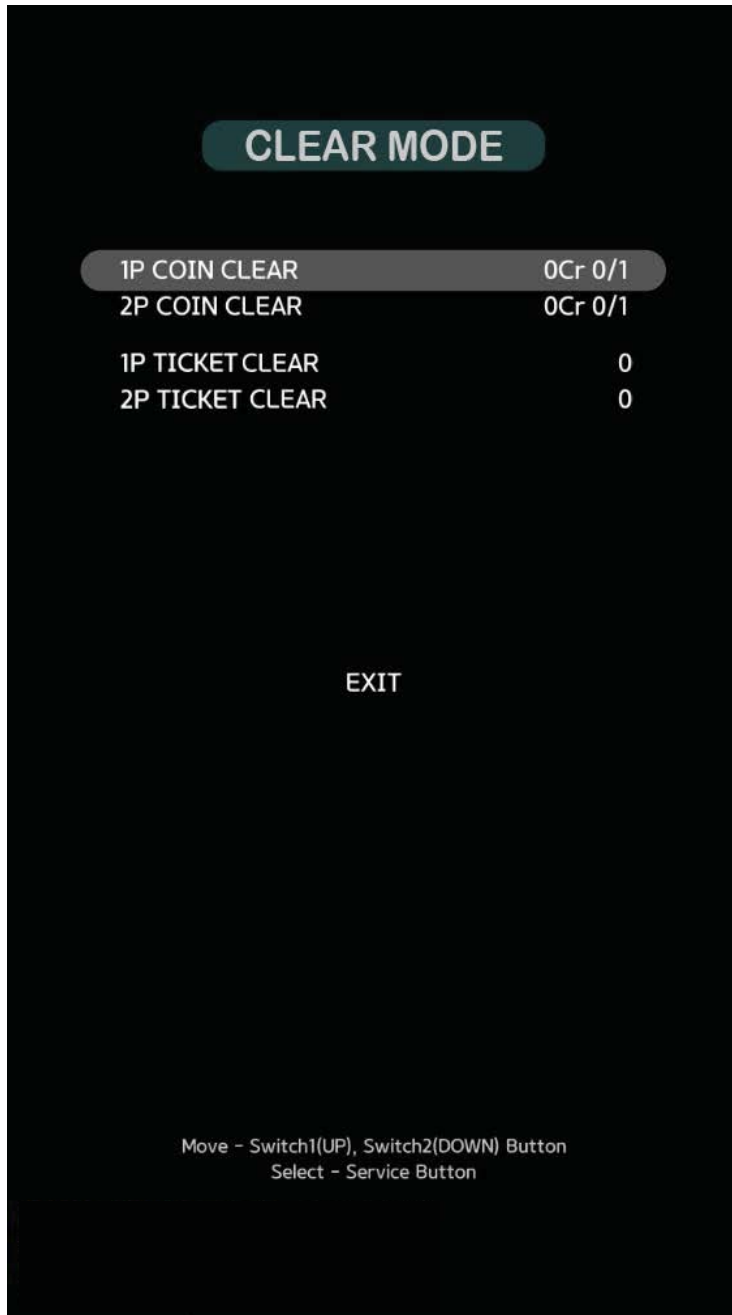 CLEAR MODE
1P COIN CLEAR 0Cr 0/1
2P COIN CLEAR 0Cr 0/1
1P TICKET CLEAR 0
2P TICKET CLEAR 0
EXIT
Move - Switch1(UP), Switch2(DOWN) Button
Select - Service Button